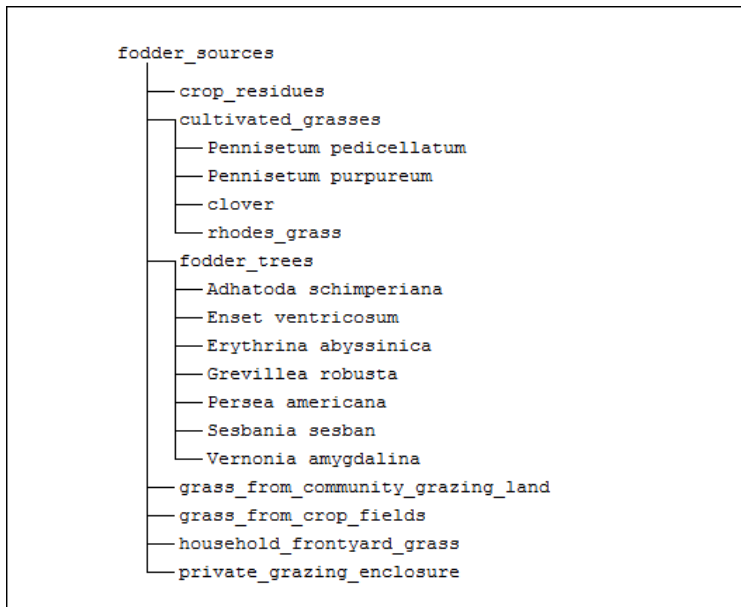 fodder_sources
crop_residues
cultivated_grasses
Pennisetum pedicellatum
Pennisetum purpureum
clover
rhodes_grass
fodder_trees
Adhatoda schimperiana
Enset ventricosum
Erythrina abyssinica
Grevillea robusta
Persea americana
Sesbania sesban
Vernonia amygdalina
grass_from_community_grazing_land
grass_from_crop_fields
household_frontyard_grass
private_grazing_enclosure